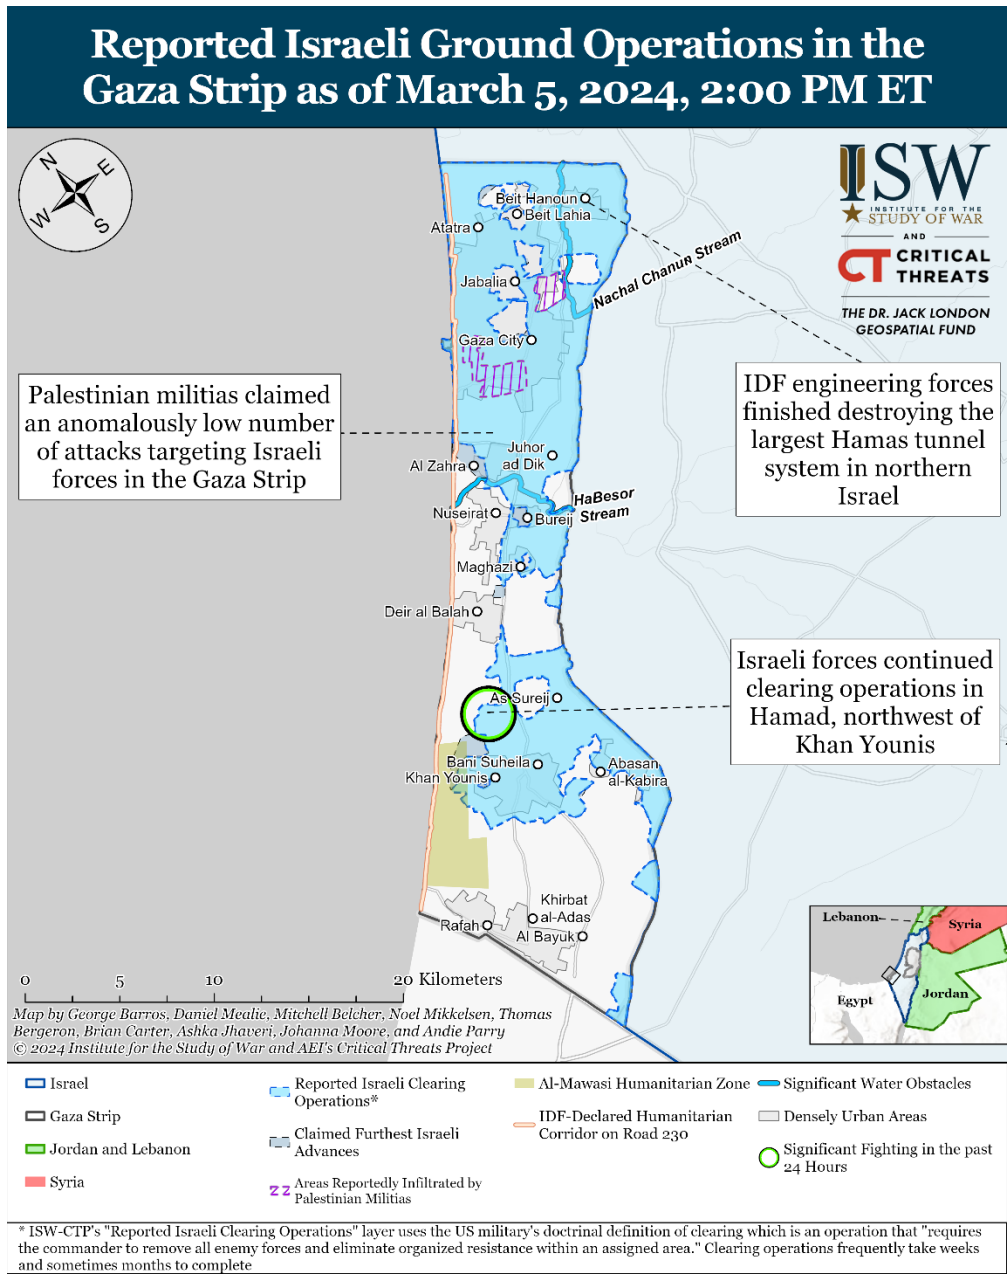 Reported Israeli Ground Operations in the
Gaza Strip as of March 5, 2024, 2:00 PM ET
N
E
W
S
ISW
INSTITUTE FOR THE
STUDY OF WAR
AND
CT CRITICAL
THREATS
THE DR. JACK LONDON
GEOSPATIAL FUND
Beit Hanoun
Beit Lahia
Atatra
Nachal Chanun Stream
Jabalia
Gaza City
IDF engineering forces
finished destroying the
largest Hamas tunnel
system in northern
Israel
Palestinian militias claimed
an anomalously low number
of attacks targeting Israeli
forces in the Gaza Strip
Juhor
ad Dik
Al Zahra
HaBesor
Stream
Nuseirat
Bureij
Maghazi
Deir al Balah
Israeli forces continued
clearing operations in
Hamad, northwest of
Khan Younis
As Sureij
Bani Suheila
Khan Younis
Abasan
al-Kabira
Khirbat
al-Adas
Rafah
Al Bayuk
Lebanon
Syria
Jordan
Egypt
0 5 10 20 Kilometers
Map by George Barros, Daniel Mealie, Mitchell Belcher, Noel Mikkelsen, Thomas
Bergeron, Brian Carter, Ashka Jhaveri, Johanna Moore, and Andie Parry
© 2024 Institute for the Study of War and AEI's Critical Threats Project
Israel
Gaza Strip
Jordan and Lebanon
Syria
Reported Israeli Clearing
Operations*
Claimed Furthest Israeli
Advances
Areas Reportedly Infiltrated by
Palestinian Militias
Al-Mawasi Humanitarian Zone
IDF-Declared Humanitarian
Corridor on Road 230
Significant Water Obstacles
Densely Urban Areas
Significant Fighting in the past
24 Hours
* ISW-CTP's "Reported Israeli Clearing Operations" layer uses the US military's doctrinal definition of clearing which is an operation that "requires
the commander to remove all enemy forces and eliminate organized resistance within an assigned area." Clearing operations frequently take weeks
and sometimes months to complete